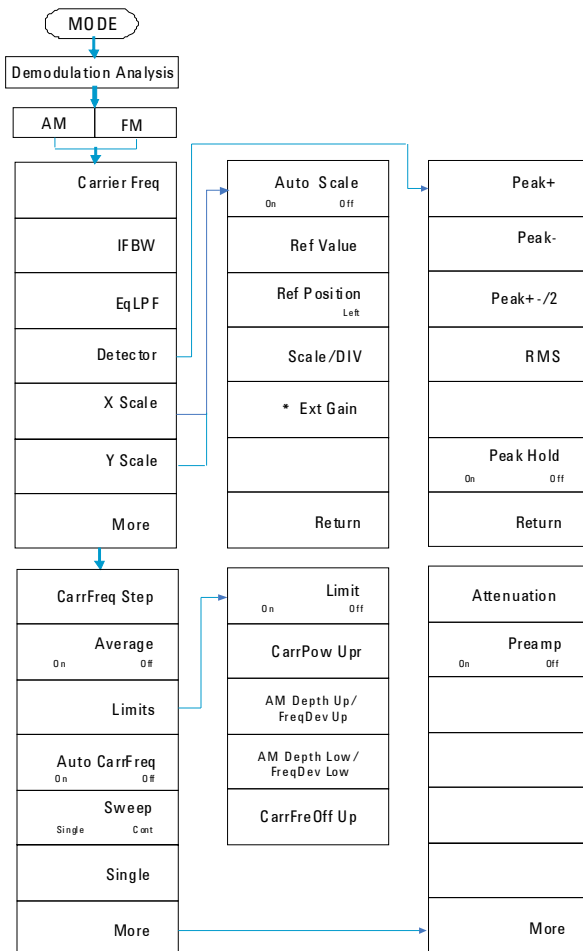 MODE
Demodulation Analysis
AM FM
Carrier Freq
IFBW
EqLPF
Detector
X Scale
Y Scale
More
Auto Scale
On Off
Ref Value
Ref Position
Left
Scale/DIV
* Ext Gain
Return
Peak+
Peak-
Peak+-/2
RMS
Peak Hold
On Off
Return
CarrFreq Step
Average
On Off
Limits
Auto CarrFreq
On Off
Sweep
Single Cont
Single
More
Limit
On Off
CarrPow Upr
AM Depth Up/
FreqDev Up
AM Depth Low/
FreqDev Low
CarrFreOff Up
Attenuation
Preamp
On Off
More